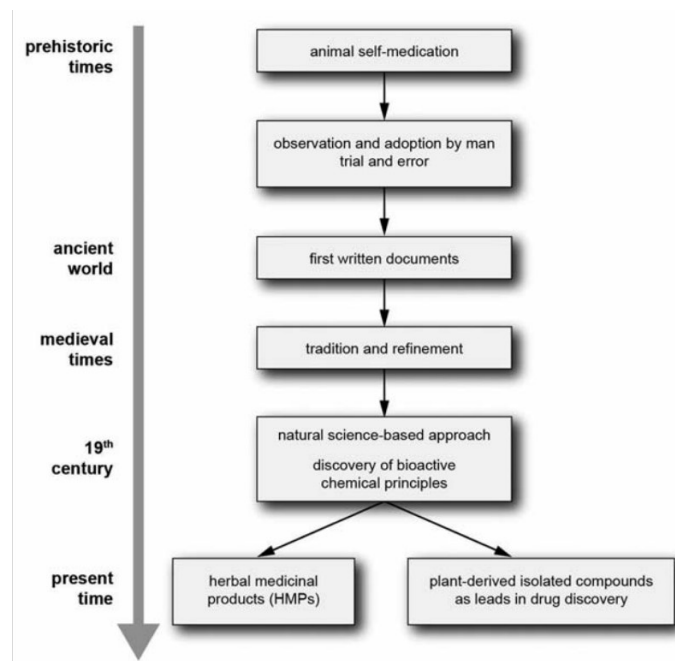 prehistoric
times
animal self-medication
observation and adoption by man
trial and error
ancient
world
first written documents
medieval
times
tradition and refinement
19th
century
natural science-based approach
discovery of bioactive
chemical principles
present
time
herbal medicinal
products (HMPs)
plant-derived isolated compounds
as leads in drug discovery